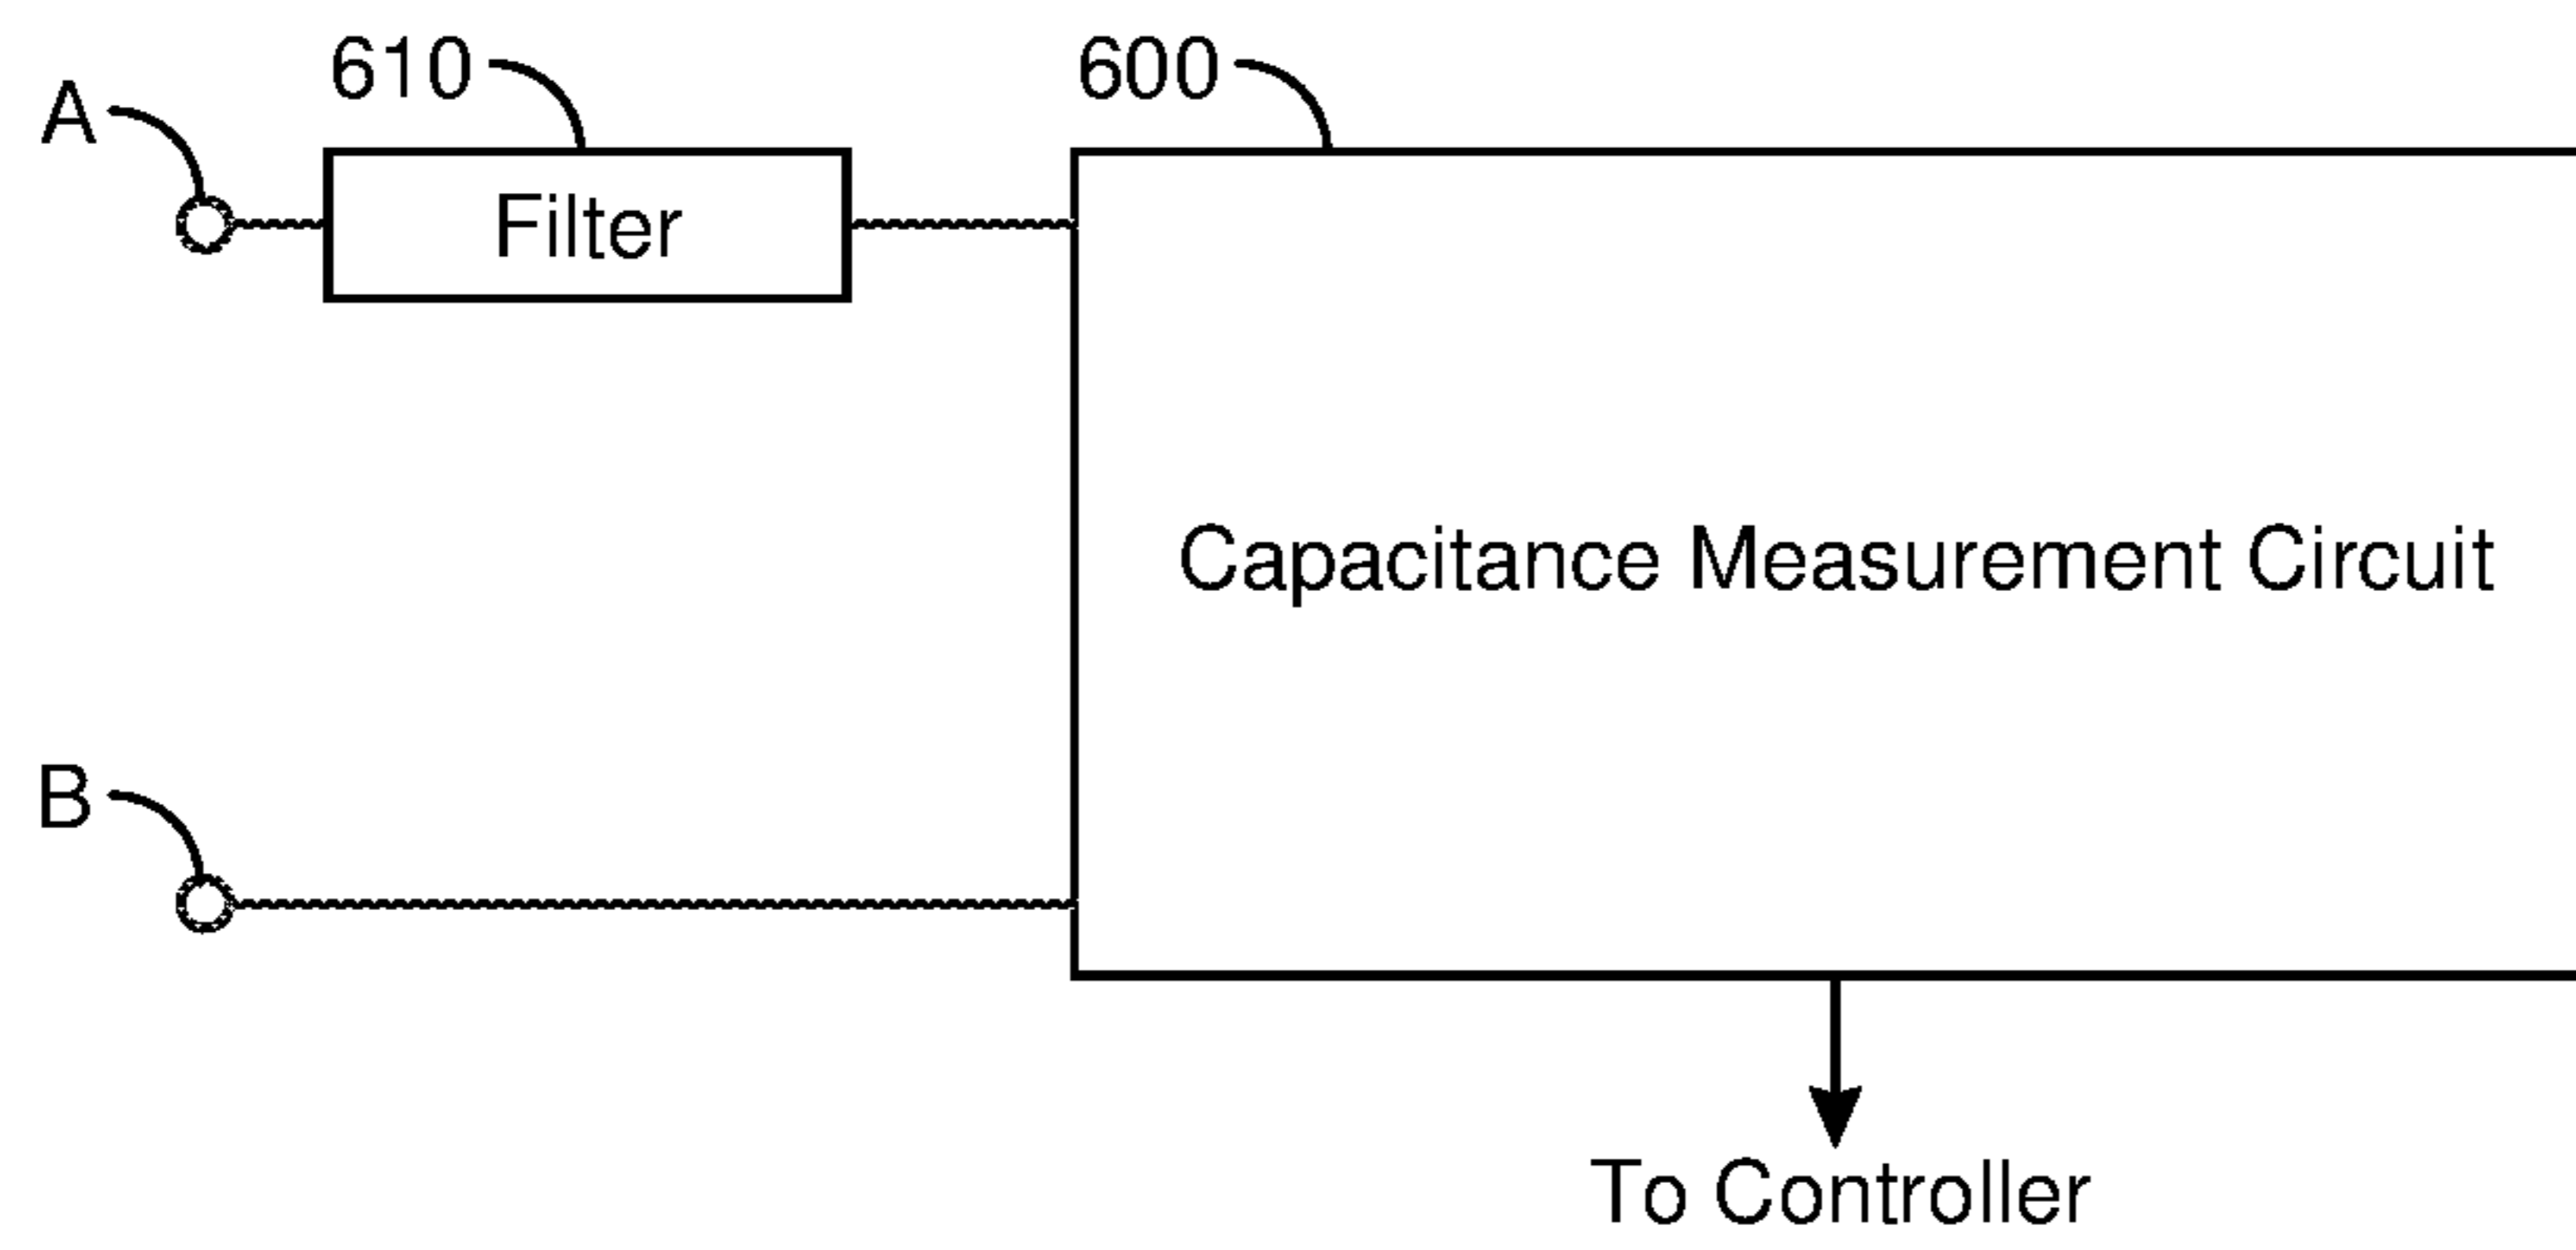 610
600
A
Filter
Capacitance Measurement Circuit
B
To Controller